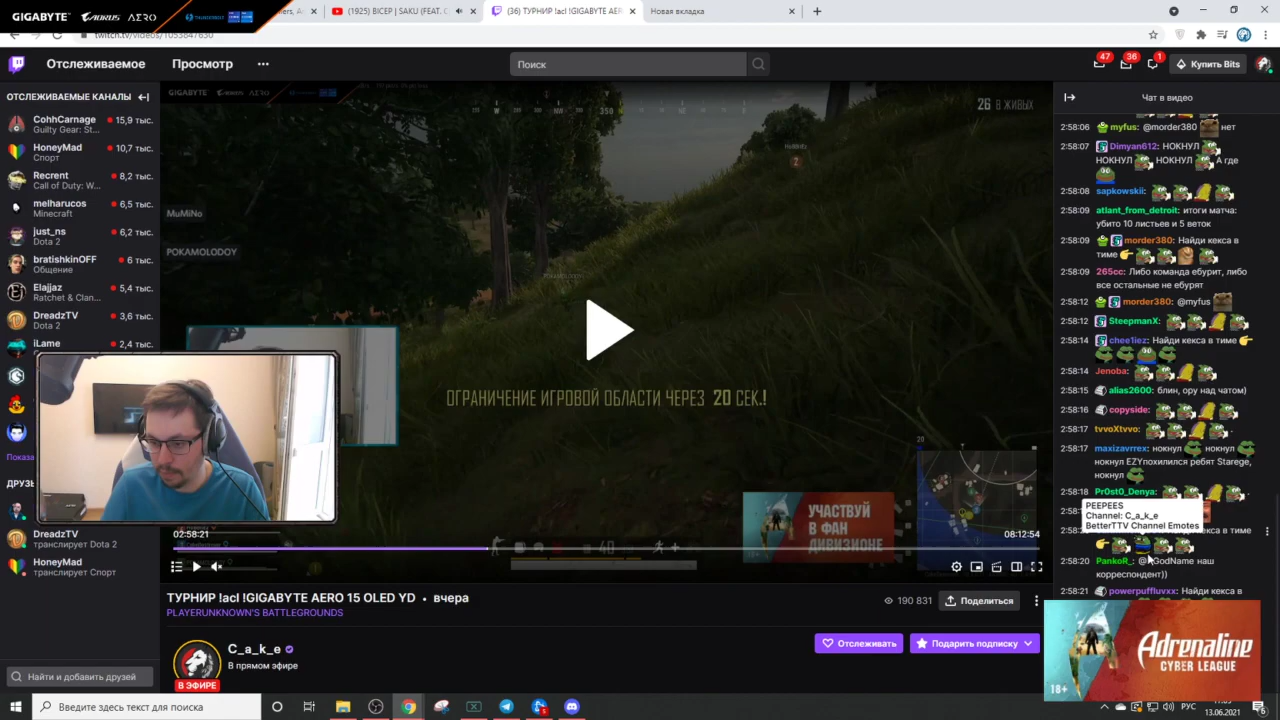 GIGABYTE AORUS AERO THUNDERBOLT
(1925) ВІСЕР | SAKU (FEAT. C
(36) ТУРНИР !acl !GIGABYTE AER
Новая вкладка
twitch.tv/videos/1053847630
Отслеживаемое
Просмотр
Поиск
47
36
1
Купить Bits
ОТСЛЕЖИВАЕМЫЕ КАНАЛЫ
CohhCarnage 15,9 тыс.
Guilty Gear: St...
HoneyMad 10,7 тыс.
Спорт
Recrent 8,2 тыс.
Call of Duty: W...
melharucos 6,5 тыс.
Minecraft
just_ns 6,2 тыс.
Dota 2
bratishkinOFF 6 тыс.
Общение
Elajjaz 5,4 тыс.
Ratchet & Clan...
DreadzTV 3,6 тыс.
Dota 2
iLame 2,4 тыс.
DreadzTV
транслирует Dota 2
HoneyMad
транслирует Спорт
Найти и добавить друзей
GIGABYTE AORUS AERO
350
26 В ЖИВЫХ
2
MuMiNo
POKAMOLODOY
ОГРАНИЧЕНИЕ ИГРОВОЙ ОБЛАСТИ ЧЕРЕЗ 20 СЕК.!
20
40
УЧАСТВУЙ
В ФАН
ДИВИЗИОНЕ
02:58:21
08:12:54
ТУРНИР !acl !GIGABYTE AERO 15 OLED YD • вчера
PLAYERUNKNOWN'S BATTLEGROUNDS
190 831
Поделиться
C_a_k_e
В прямом эфире
В ЭФИРЕ
Отслеживать
Подарить подписку
Чат в видео
2:58:06 myfus: @morder380 нет
2:58:07 Dimyan612: НОКНУЛ
НОКНУЛ НОКНУЛ А где
2:58:08 sapkowskii:
2:58:09 atlant_from_detroit: итоги матча:
убито 10 листьев и 5 веток
2:58:09 morder380: Найди кекса в
тиме
2:58:09 265cc: Либо команда ебурит, либо
все остальные не ебурят
2:58:12 morder380: @myfus
2:58:12 SteepmanX:
2:58:14 chee1iez: Найди кекса в тиме
2:58:14 Jenoba:
2:58:15 alias2600: блин, ору над чатом)
2:58:16 copyside:
2:58:17 tvvoXtvvo:
2:58:17 maxizavrrex: нокнул нокнул
нокнул EZYпохилился ребят Starege,
нокнул
2:58:18 Pr0st0_Denya:
PEEPEES
Channel: C_a_k_e
BetterTTV Channel Emotes
кекса в тиме
2:58:20 PankoR_: наш
корреспондент))
2:58:21 powerpuffluvxx: Найди кекса в
Adrenaline
CYBER LEAGUE
18+
Введите здесь текст для поиска
РУС
13.06.2021